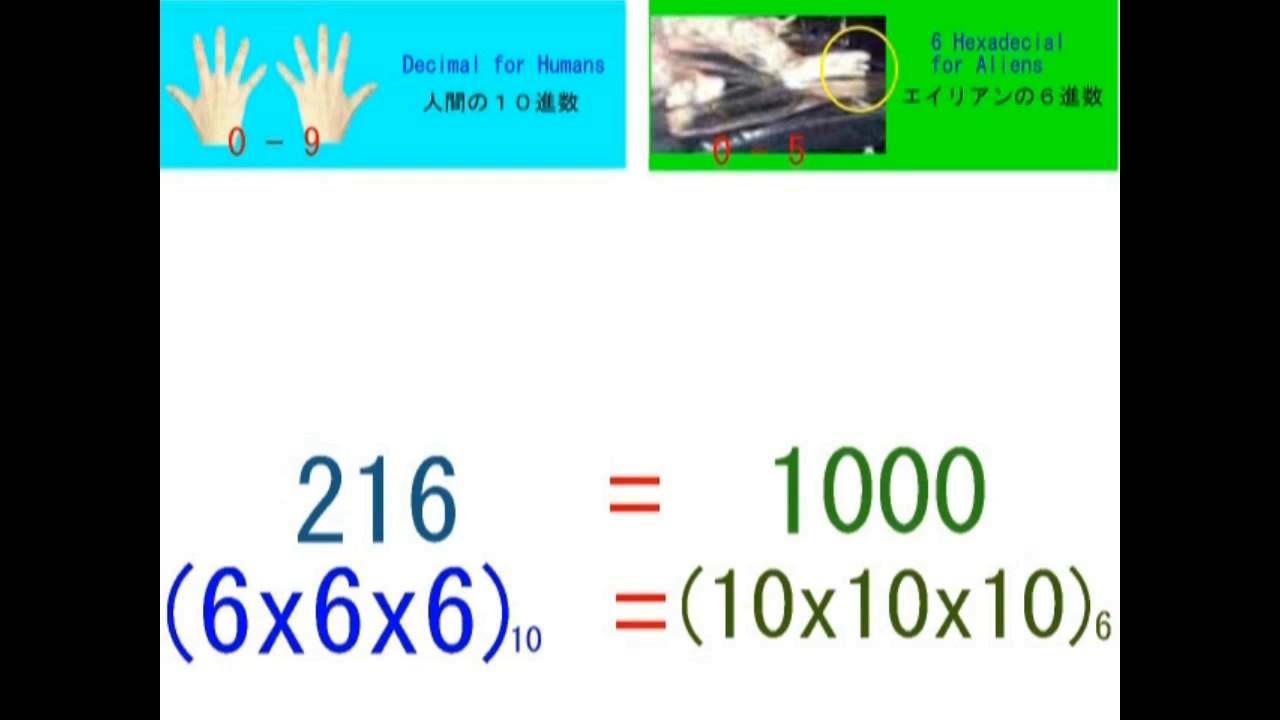 Decimal for Humans
人間の１０進数
0 - 9
6 Hexadecial
for Aliens
エイリアンの６進数
0 - 5
216 = 1000
(6x6x6)10 =(10x10x10)6